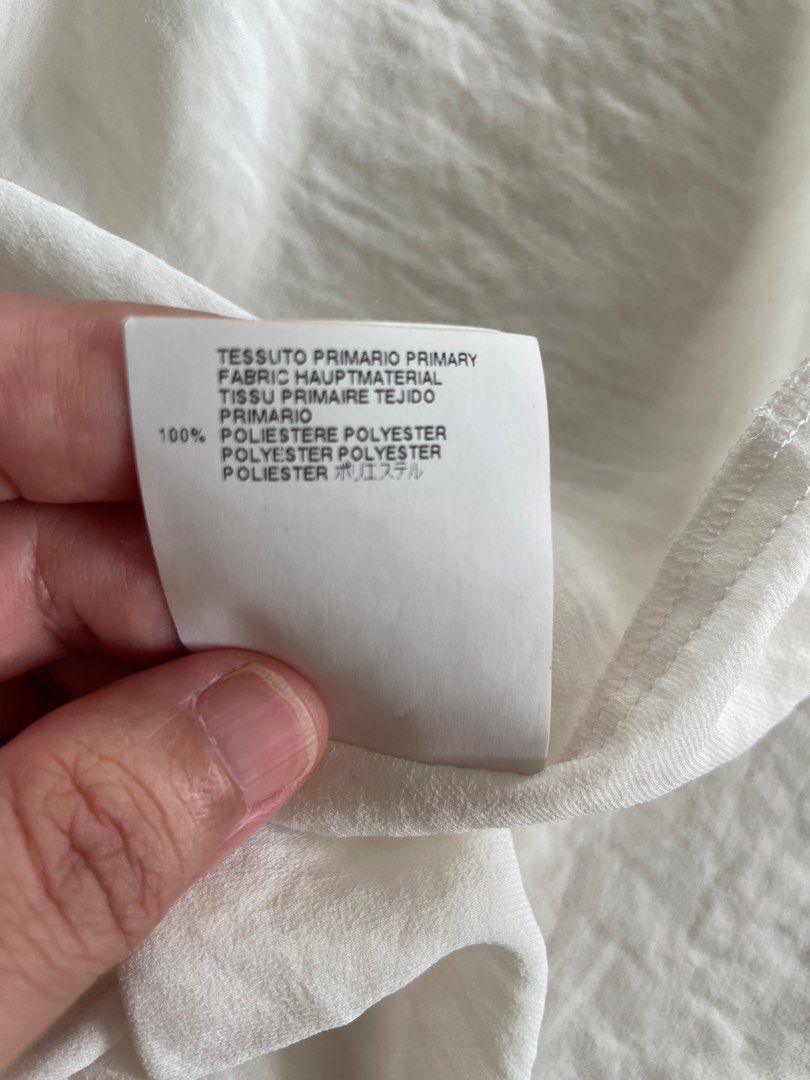 TESSUTO PRIMARIO PRIMARY
FABRIC HAUPTMATERIAL
TISSU PRIMAIRE TEJIDO
PRIMARIO
100% POLIESTERE POLYESTER
POLYESTER POLYESTER
POLIESTER ポリエステル